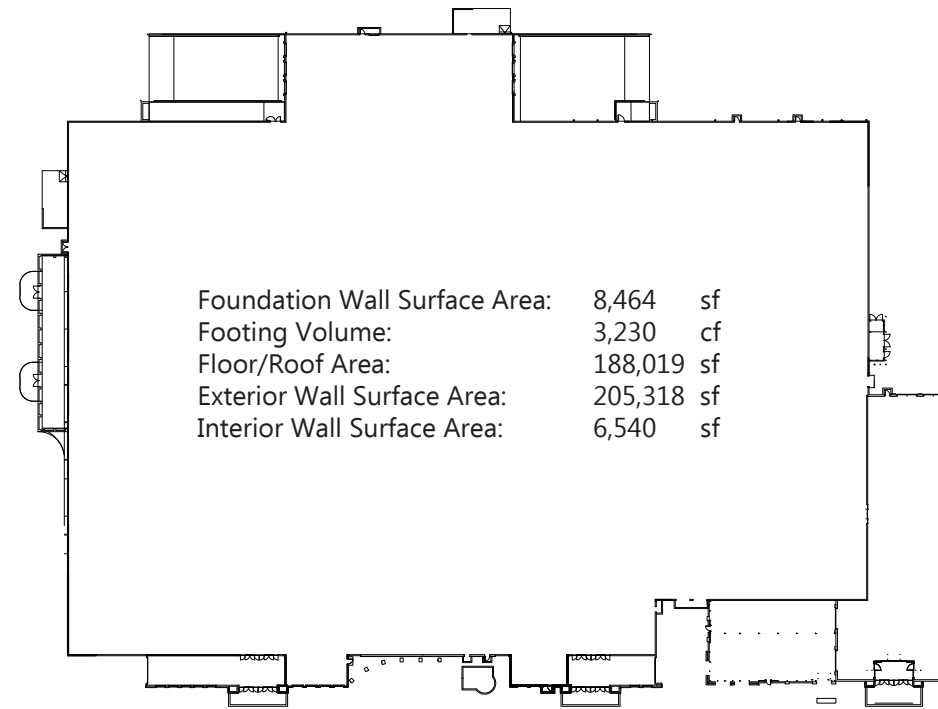 Foundation Wall Surface Area: 8,464 sf
Footing Volume: 3,230 cf
Floor/Roof Area: 188,019 sf
Exterior Wall Surface Area: 205,318 sf
Interior Wall Surface Area: 6,540 sf